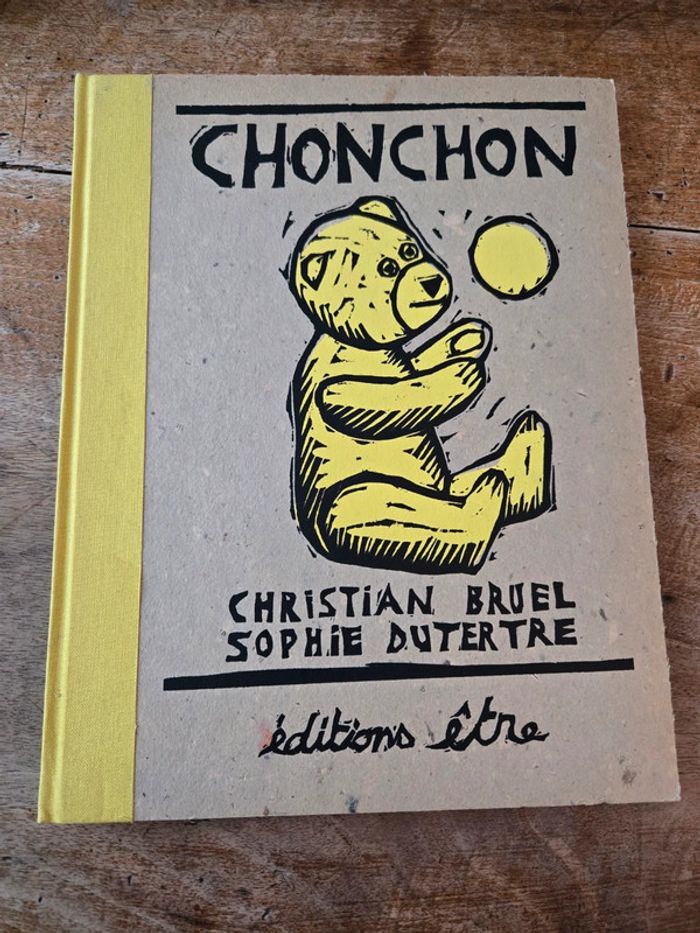 CHONCHON
CHRiSTiAN BRUEL
SOPHiE DUTERTRE
éditions être